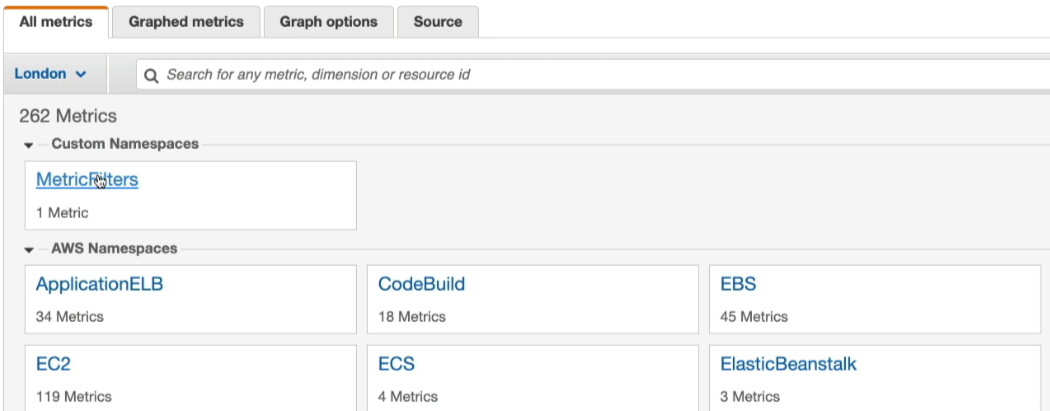 All metrics Graphed metrics Graph options Source
London Search for any metric, dimension or resource id
262 Metrics
Custom Namespaces
MetricFilters
1 Metric
AWS Namespaces
ApplicationELB CodeBuild EBS
34 Metrics 18 Metrics 45 Metrics
EC2 ECS ElasticBeanstalk
119 Metrics 4 Metrics 3 Metrics